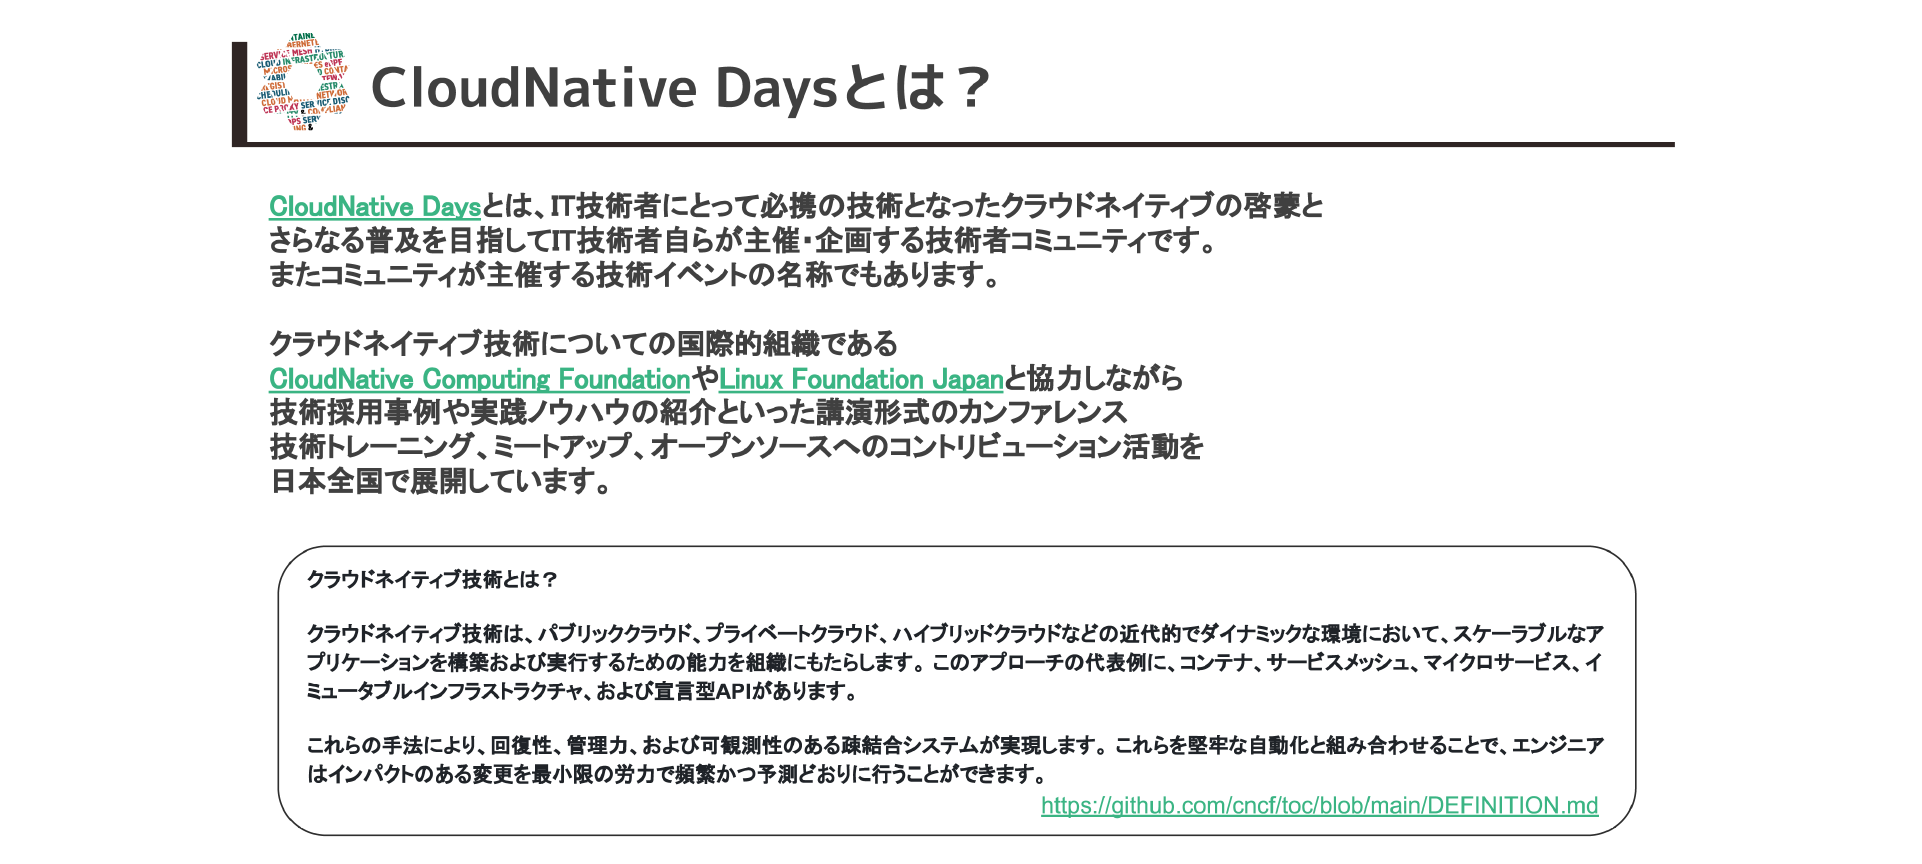 CloudNative Daysとは？
CloudNative Daysとは、IT技術者にとって必携の技術となったクラウドネイティブの啓蒙と
さらなる普及を目指してIT技術者自らが主催・企画する技術者コミュニティです。
またコミュニティが主催する技術イベントの名称でもあります。
クラウドネイティブ技術についての国際的組織である
CloudNative Computing FoundationやLinux Foundation Japanと協力しながら
技術採用事例や実践ノウハウの紹介といった講演形式のカンファレンス
技術トレーニング、ミートアップ、オープンソースへのコントリビューション活動を
日本全国で展開しています。
クラウドネイティブ技術とは？
クラウドネイティブ技術は、パブリッククラウド、プライベートクラウド、ハイブリッドクラウドなどの近代的でダイナミックな環境において、スケーラブルなア
プリケーションを構築および実行するための能力を組織にもたらします。 このアプローチの代表例に、コンテナ、サービスメッシュ、マイクロサービス、イ
ミュータブルインフラストラクチャ、および宣言型APIがあります。
これらの手法により、回復性、管理力、および可観測性のある疎結合システムが実現します。 これらを堅牢な自動化と組み合わせることで、エンジニア
はインパクトのある変更を最小限の労力で頻繁かつ予測どおりに行うことができます。
https://github.com/cncf/toc/blob/main/DEFINITION.md